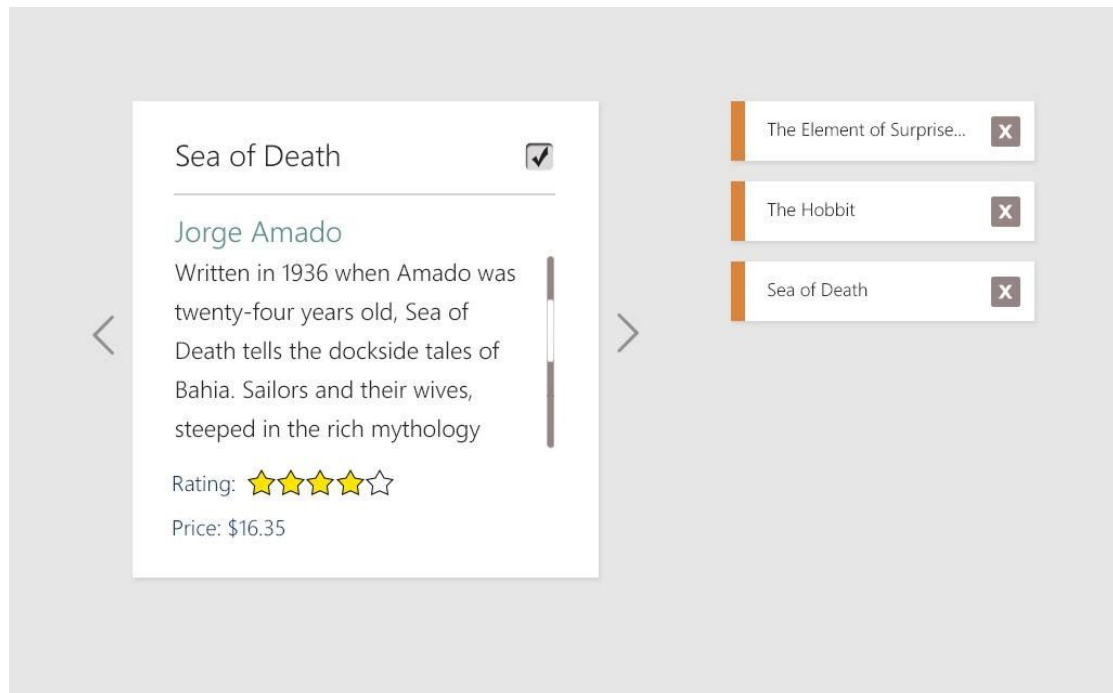 Sea of Death
Jorge Amado
Written in 1936 when Amado was
twenty-four years old, Sea of
Death tells the dockside tales of
Bahia. Sailors and their wives,
steeped in the rich mythology
Rating:
Price: $16.35
The Element of Surprise...
X
The Hobbit
X
Sea of Death
X